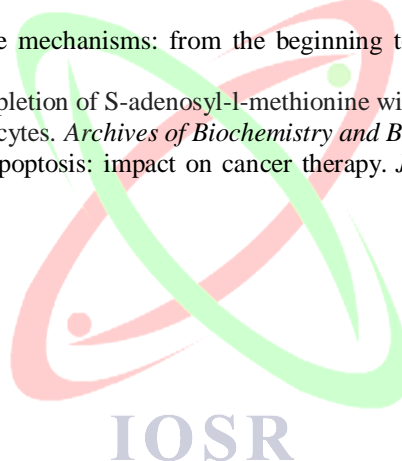 e mechanisms: from the beginning t
pletion of S-adenosyl-l-methionine wi
cytes. Archives of Biochemistry and B
poptosis: impact on cancer therapy. J
IOSR